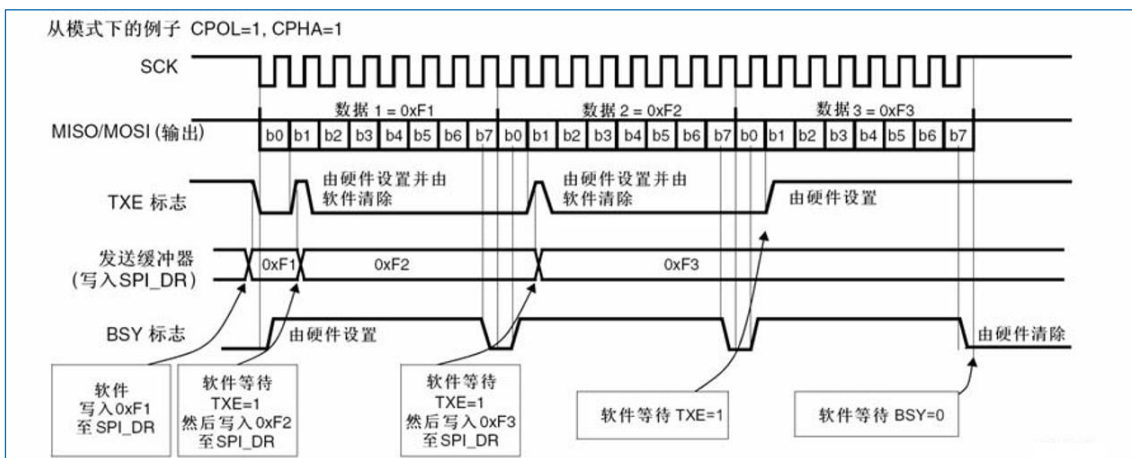 从模式下的例子 CPOL=1, CPHA=1
SCK
数据 1 = 0xF1
数据 2 = 0xF2
数据 3 = 0xF3
MISO/MOSI (输出)
b0 b1 b2 b3 b4 b5 b6 b7 b0 b1 b2 b3 b4 b5 b6 b7 b0 b1 b2 b3 b4 b5 b6 b7
TXE 标志
由硬件设置并由
软件清除
由硬件设置并由
软件清除
由硬件设置
发送缓冲器
(写入SPI_DR)
0xF1
0xF2
0xF3
BSY 标志
由硬件设置
由硬件清除
软件
写入0xF1
至SPI_DR
软件等待
TXE=1
然后写入0xF2
至SPI_DR
软件等待
TXE=1
然后写入0xF3
至SPI_DR
软件等待 TXE=1
软件等待 BSY=0